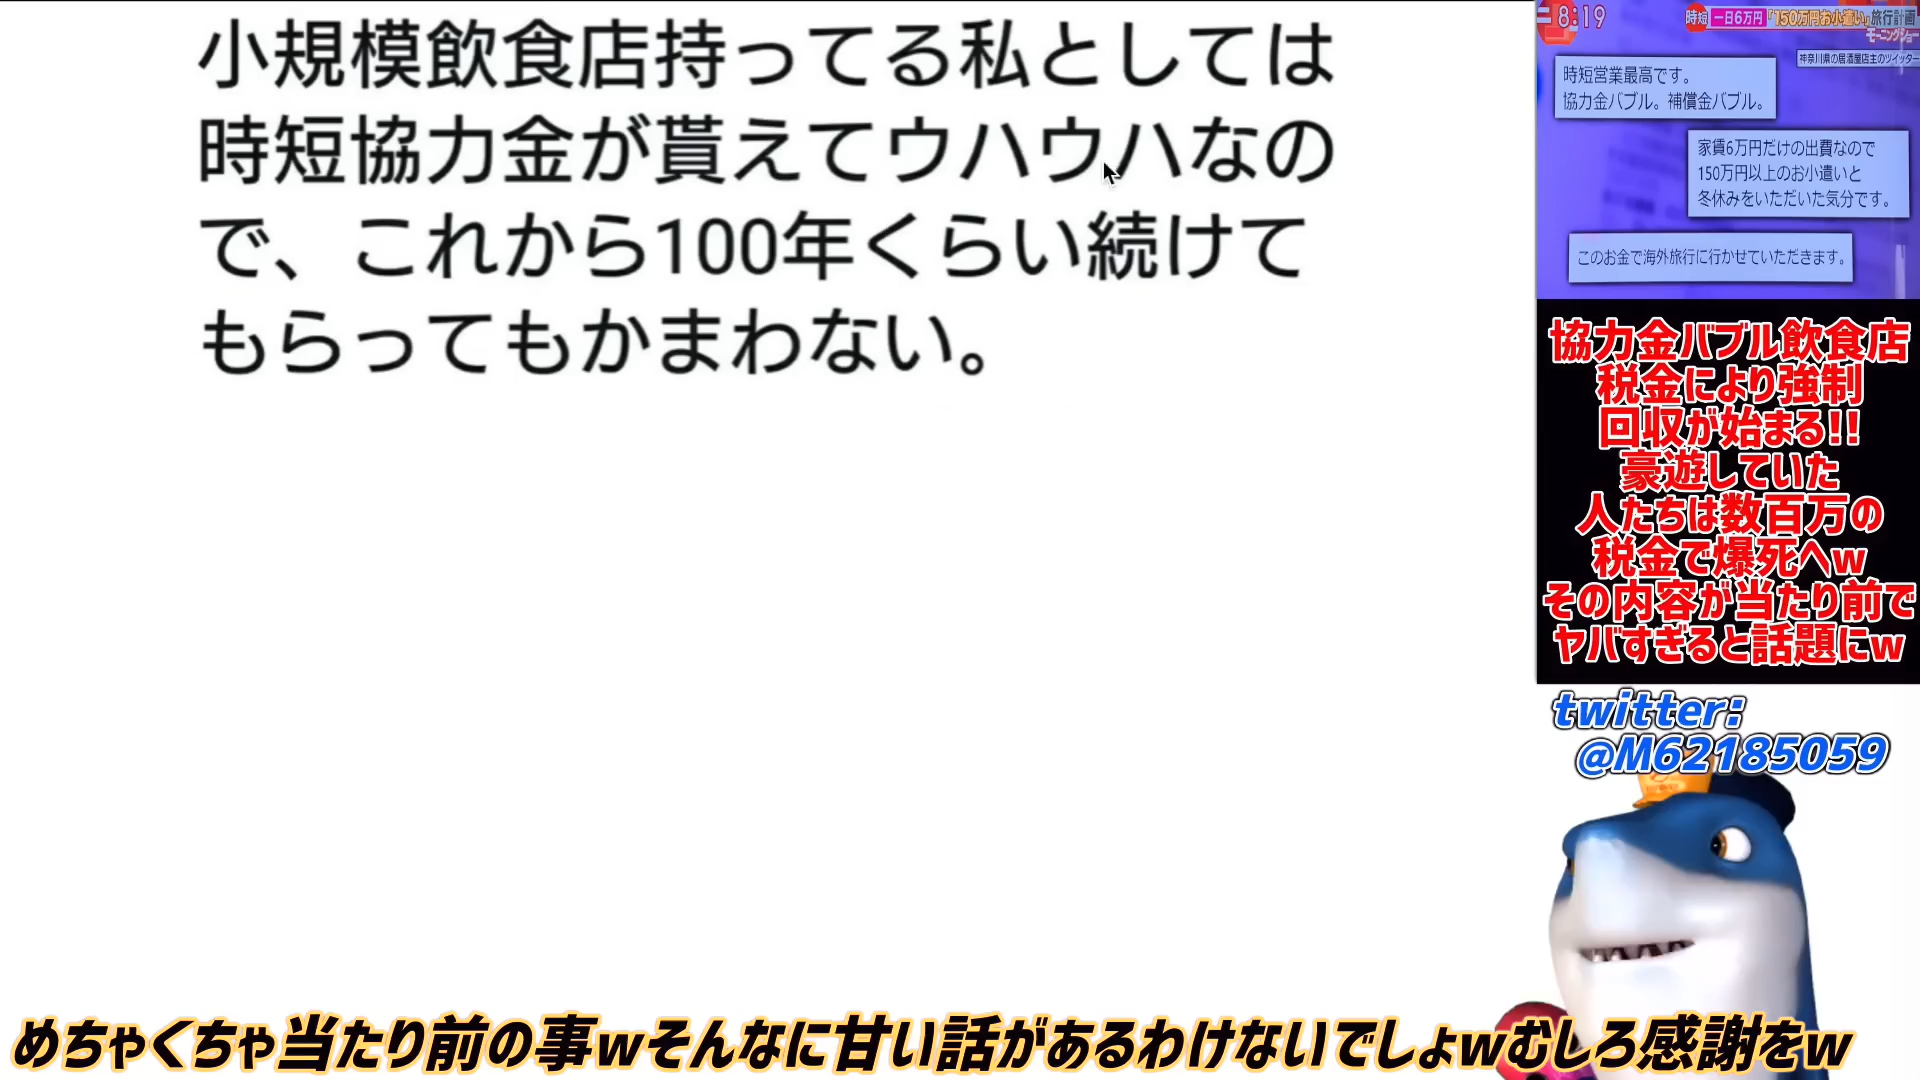 小規模飲食店持ってる私としては
時短協力金が貰えてウハウハなの
で、これから100年くらい続けて
もらってもかまわない。
8:19
時短 一日6万円 「150万円お小遣い」旅行計画
モーニングショー
神奈川県の居酒屋店主のツイッター
時短営業最高です。
協力金バブル。補償金バブル。
家賃6万円だけの出費なので
150万円以上のお小遣いと
冬休みをいただいた気分です。
このお金で海外旅行に行かせていただきます。
協力金バブル飲食店
税金により強制
回収が始まる!!
豪遊していた
人たちは数百万の
税金で爆死へw
その内容が当たり前で
ヤバすぎると話題にw
twitter:
@M62185059
めちゃくちゃ当たり前の事wそんなに甘い話があるわけないでしょwむしろ感謝をw